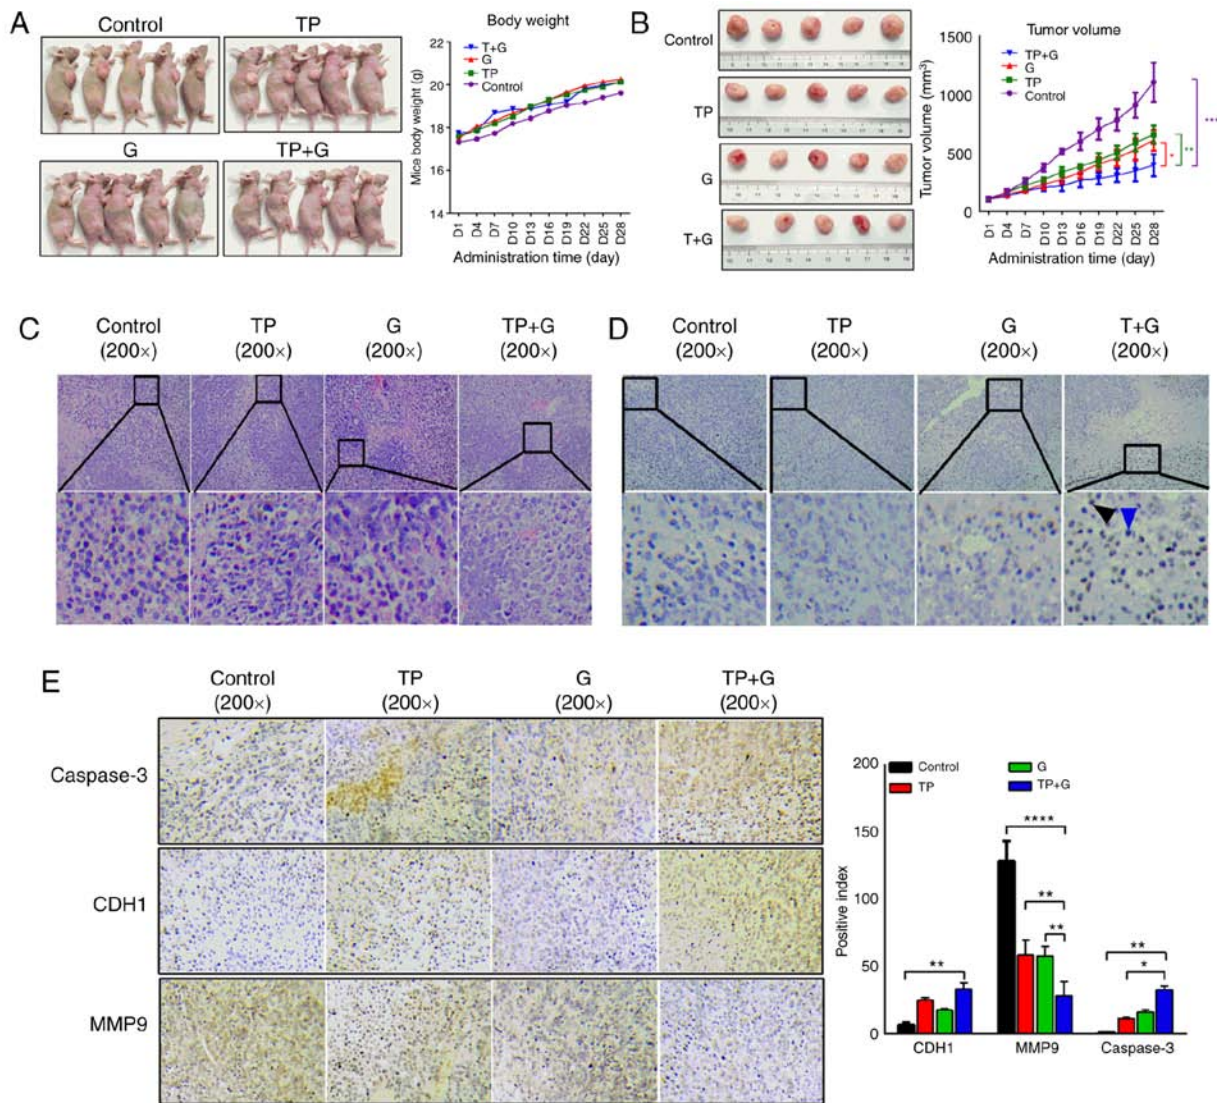 A
Control
TP
G
TP+G
Body weight
Mice body weight (g)
22
20
18
16
14
T+G
G
TP
Control
D1
D4
D7
D10
D13
D16
D19
D22
D25
D28
Administration time (day)
B
Control
TP
G
T+G
Tumor volume
Tumor volume (mm³)
1500
1000
500
0
TP+G
G
TP
Control
*
**
D1
D4
D7
D10
D13
D16
D19
D22
D25
D28
Administration time (day)
C
Control
(200×)
TP
(200×)
G
(200×)
TP+G
(200×)
D
Control
(200×)
TP
(200×)
G
(200×)
T+G
(200×)
E
Control
(200×)
TP
(200×)
G
(200×)
TP+G
(200×)
Caspase-3
CDH1
MMP9
Positive index
200
150
100
50
0
Control
TP
G
TP+G
**
****
**
**
**
*
CDH1
MMP9
Caspase-3